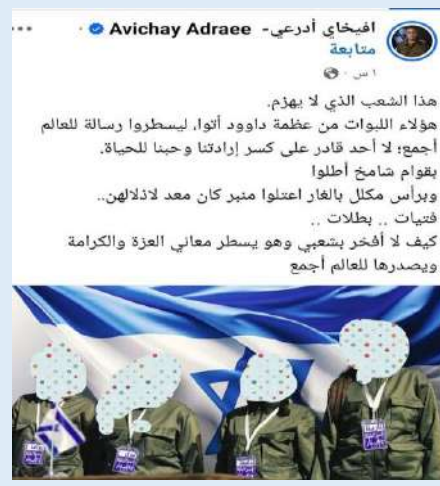 افيخاي أدرعي- Avichay Adraee ·
متابعة
١ س ·
هذا الشعب الذي لا يهزم.
هؤلاء اللبوات من عظمة داوود أتوا، ليسطروا رسالة للعالم
أجمع؛ لا أحد قادر على كسر إرادتنا وحبنا للحياة.
بقوام شامخ أطلوا
وبرأس مكلل بالغار اعتلوا منبر كان معد لاذلالهن..
فتيات .. بطلات ..
كيف لا أفخر بشعبي وهو يسطر معاني العزة والكرامة
ويصدرها للعالم أجمع